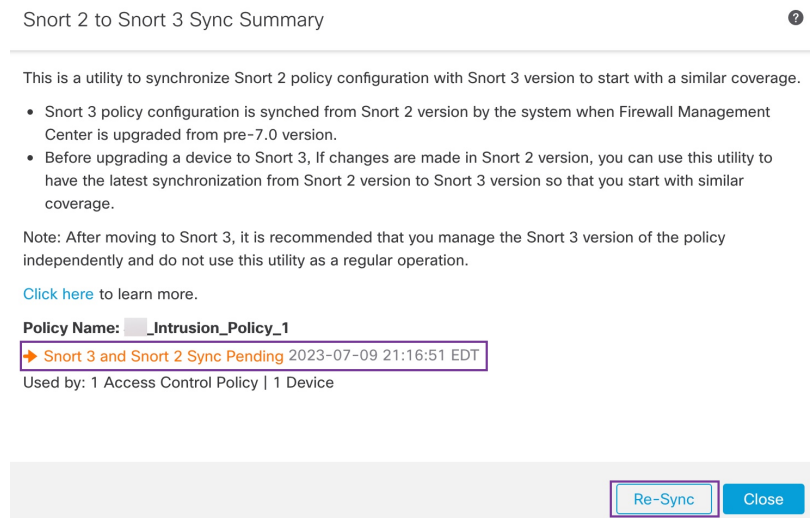 Snort 2 to Snort 3 Sync Summary
?
This is a utility to synchronize Snort 2 policy configuration with Snort 3 version to start with a similar coverage.
• Snort 3 policy configuration is synched from Snort 2 version by the system when Firewall Management
Center is upgraded from pre-7.0 version.
• Before upgrading a device to Snort 3, If changes are made in Snort 2 version, you can use this utility to
have the latest synchronization from Snort 2 version to Snort 3 version so that you start with similar
coverage.
Note: After moving to Snort 3, it is recommended that you manage the Snort 3 version of the policy
independently and do not use this utility as a regular operation.
Click here to learn more.
Policy Name: _Intrusion_Policy_1
Snort 3 and Snort 2 Sync Pending 2023-07-09 21:16:51 EDT
Used by: 1 Access Control Policy | 1 Device
Re-Sync Close